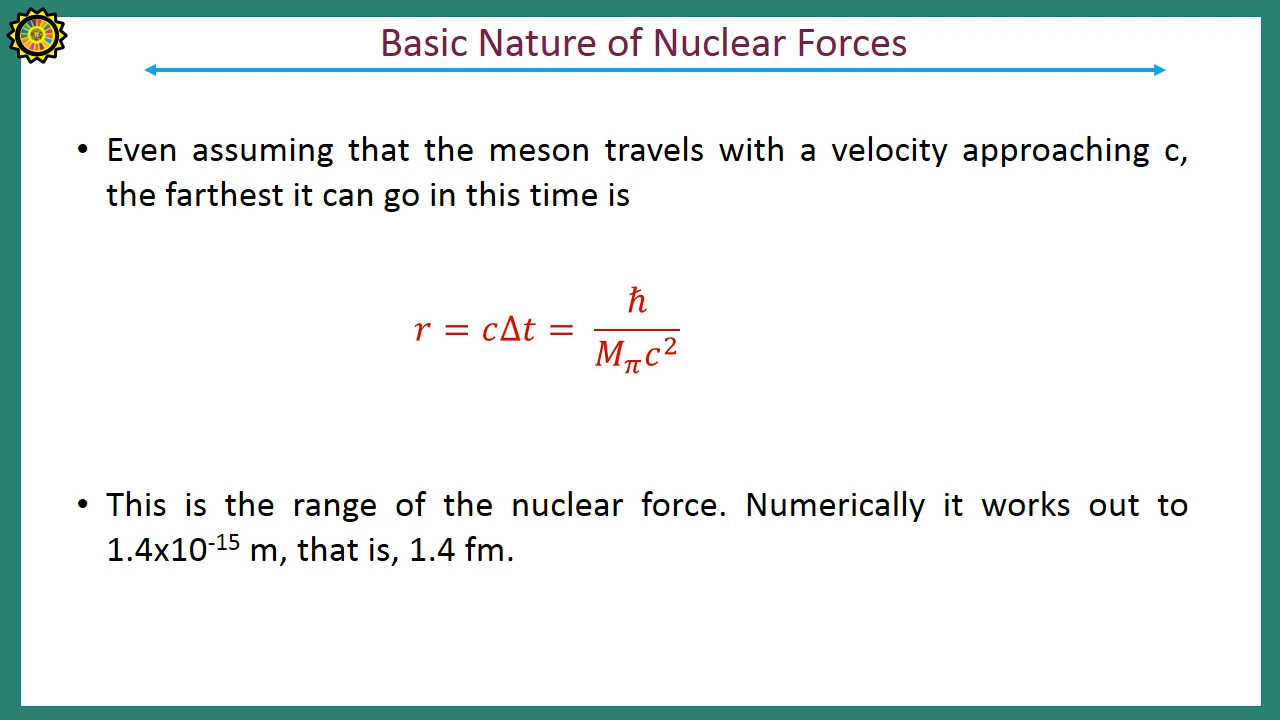 Basic Nature of Nuclear Forces
• Even assuming that the meson travels with a velocity approaching c,
the farthest it can go in this time is
r = cΔt = ℏ / M_π c²
• This is the range of the nuclear force. Numerically it works out to
1.4x10⁻¹⁵ m, that is, 1.4 fm.